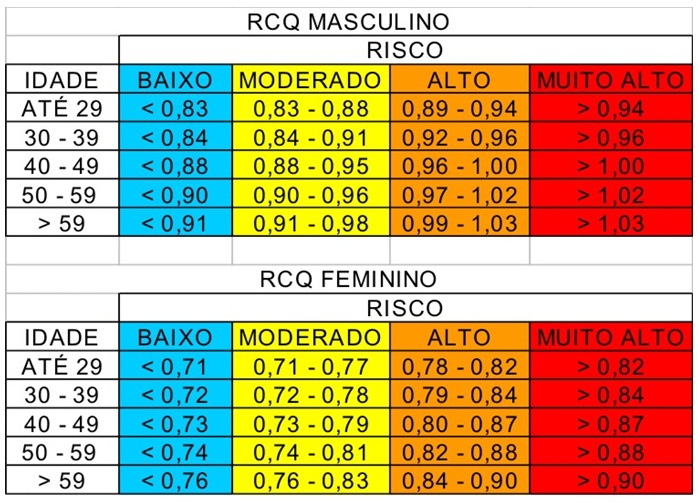 RCQ MASCULINO
RISCO
IDADE BAIXO MODERADO ALTO MUITO ALTO
ATÉ 29 < 0,83 0,83 - 0,88 0,89 - 0,94 > 0,94
30 - 39 < 0,84 0,84 - 0,91 0,92 - 0,96 > 0,96
40 - 49 < 0,88 0,88 - 0,95 0,96 - 1,00 > 1,00
50 - 59 < 0,90 0,90 - 0,96 0,97 - 1,02 > 1,02
> 59 < 0,91 0,91 - 0,98 0,99 - 1,03 > 1,03
RCQ FEMININO
RISCO
IDADE BAIXO MODERADO ALTO MUITO ALTO
ATÉ 29 < 0,71 0,71 - 0,77 0,78 - 0,82 > 0,82
30 - 39 < 0,72 0,72 - 0,78 0,79 - 0,84 > 0,84
40 - 49 < 0,73 0,73 - 0,79 0,80 - 0,87 > 0,87
50 - 59 < 0,74 0,74 - 0,81 0,82 - 0,88 > 0,88
> 59 < 0,76 0,76 - 0,83 0,84 - 0,90 > 0,90